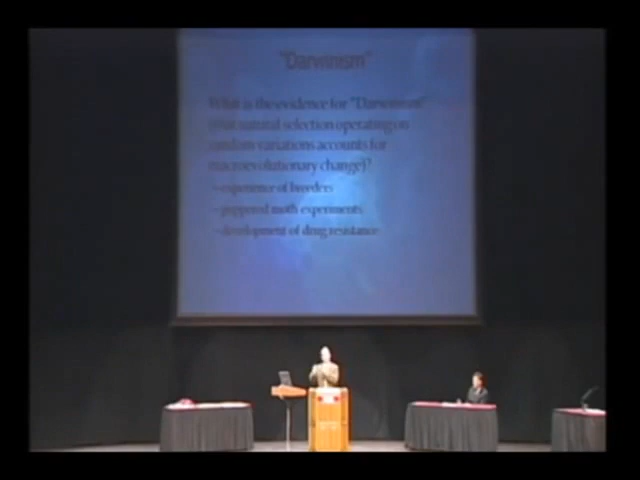 "Darwinism"
What is the evidence for "Darwinism"
(that natural selection operating on
random variations accounts for
macroevolutionary change)?
–experience of breeders
–peppered moth experiments
–development of drug resistance